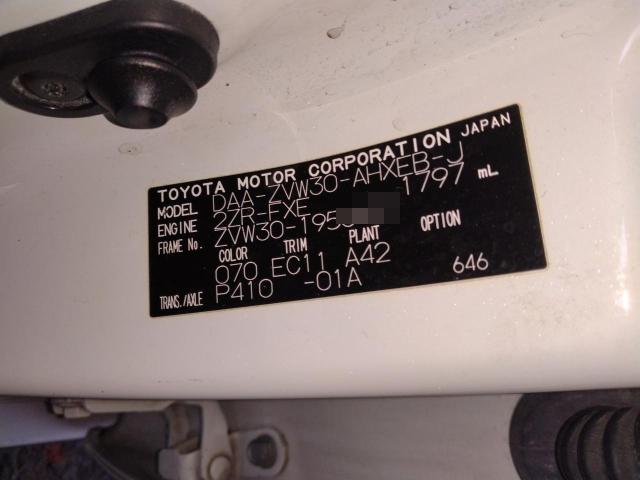 TOYOTA MOTOR CORPORATION JAPAN
MODEL DAA-ZVW30-AHXEB-J
ENGINE 2ZR-FXE 1797 mL
FRAME No. ZVW30-195
COLOR TRIM PLANT OPTION
070 EC11 A42
TRANS./AXLE P410 -01A 646